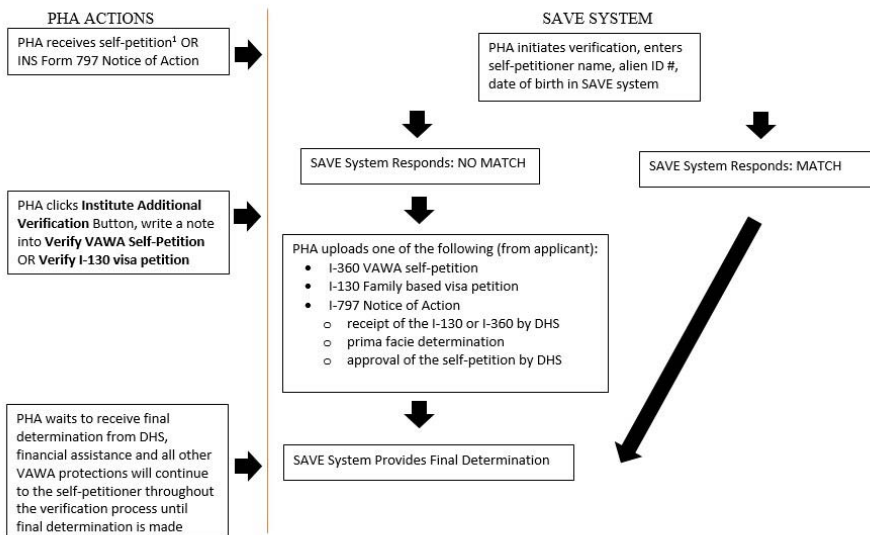 PHA ACTIONS
SAVE SYSTEM
PHA receives self-petition¹ OR
INS Form 797 Notice of Action
PHA initiates verification, enters
self-petitioner name, alien ID #,
date of birth in SAVE system
SAVE System Responds: NO MATCH
SAVE System Responds: MATCH
PHA clicks Institute Additional
Verification Button, write a note
into Verify VAWA Self-Petition
OR Verify I-130 visa petition
PHA uploads one of the following (from applicant):
• I-360 VAWA self-petition
• I-130 Family based visa petition
• I-797 Notice of Action
o receipt of the I-130 or I-360 by DHS
o prima facie determination
o approval of the self-petition by DHS
PHA waits to receive final
determination from DHS,
financial assistance and all other
VAWA protections will continue
to the self-petitioner throughout
the verification process until
final determination is made
SAVE System Provides Final Determination